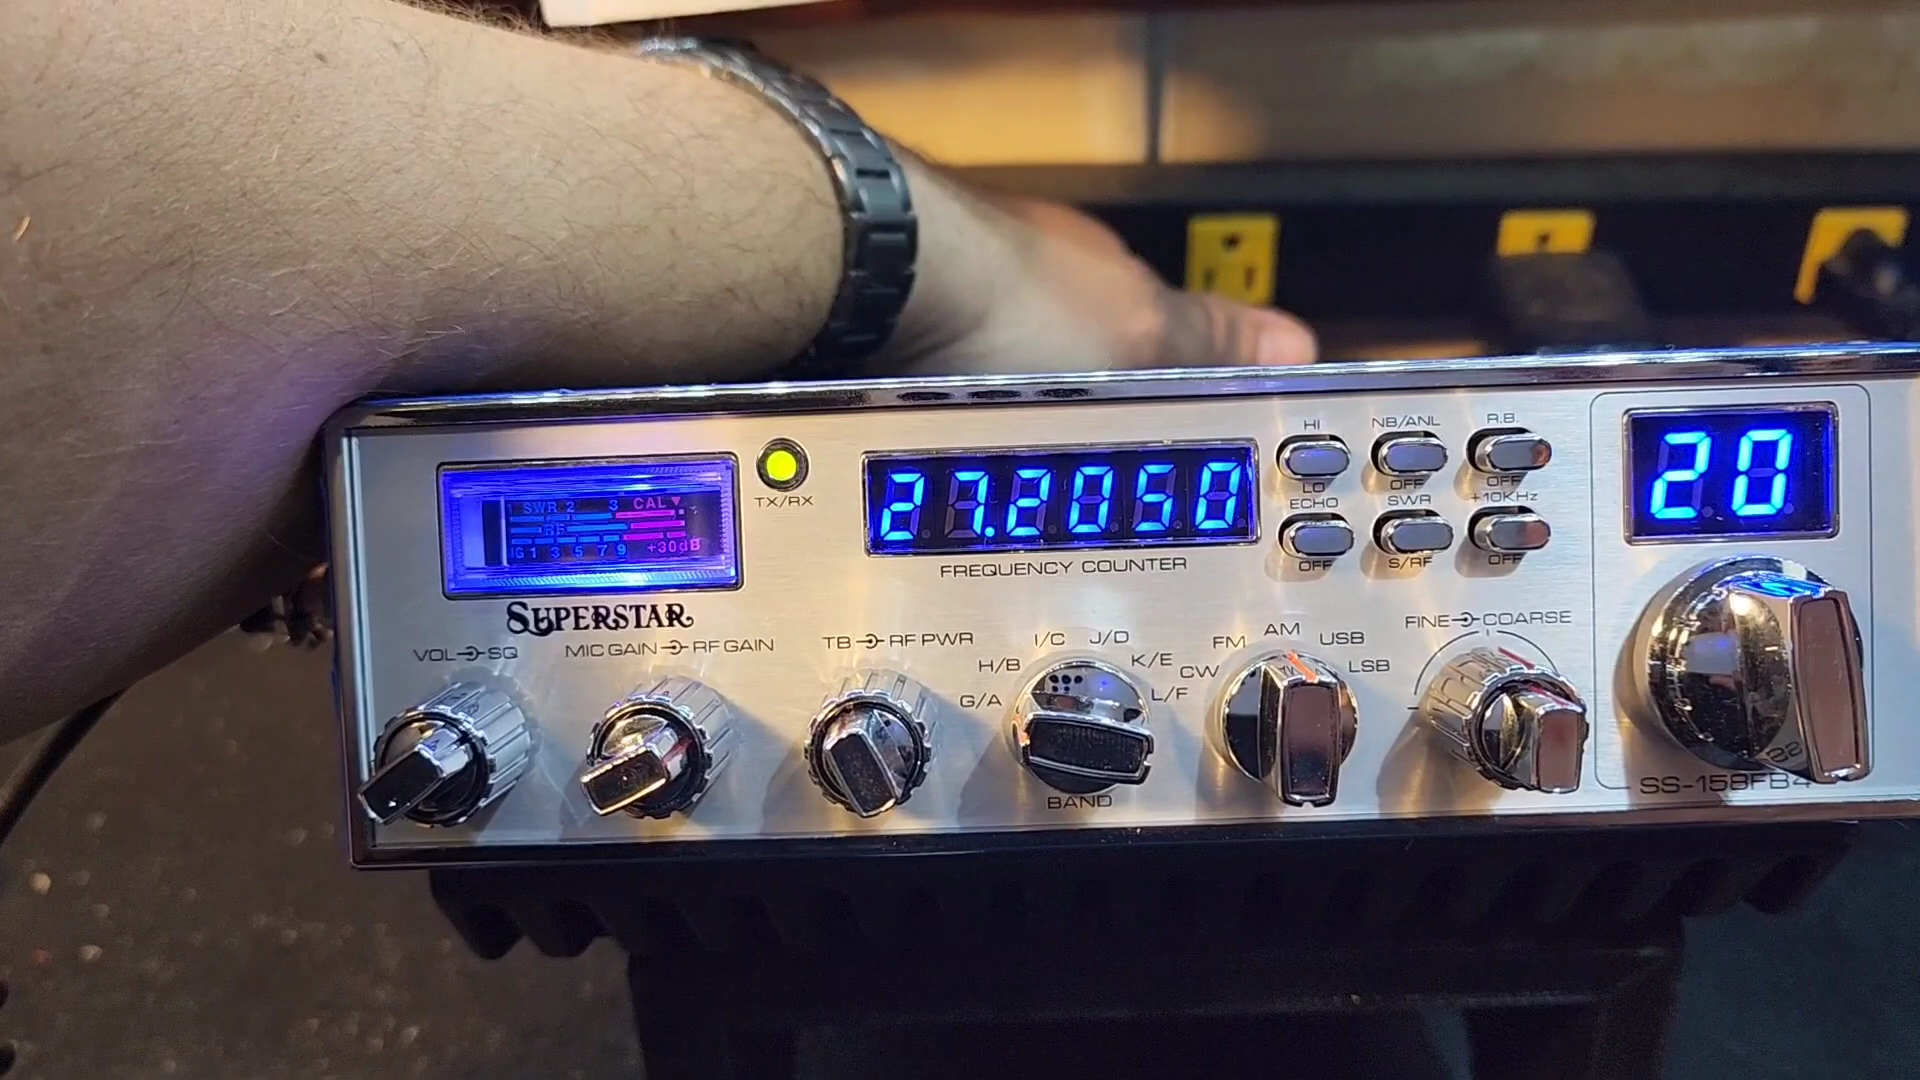 SWR 2 3 CAL
1 3 5 7 9 +30dB
SUPERSTAR
TX/RX
27.2050
FREQUENCY COUNTER
HI
LO
NB/ANL
OFF
R.B.
OFF
ECHO
OFF
SWR
S/RF
+10KHz
OFF
20
VOL SQ
MIC GAIN RF GAIN
TB RF PWR
G/A H/B I/C J/D K/E L/F
BAND
CW FM AM USB LSB
FINE COARSE
SS-158FB4